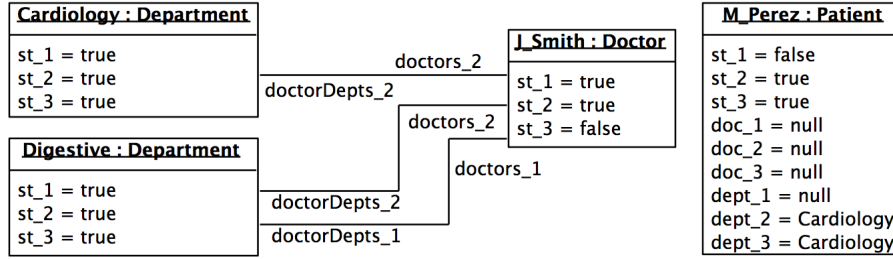 Cardiology : Department
st_1 = true
st_2 = true
st_3 = true
doctors_2
doctorDepts_2
J_Smith : Doctor
st_1 = true
st_2 = true
st_3 = false
doctors_2
doctors_1
Digestive : Department
st_1 = true
st_2 = true
st_3 = true
doctorDepts_2
doctorDepts_1
M_Perez : Patient
st_1 = false
st_2 = true
st_3 = true
doc_1 = null
doc_2 = null
doc_3 = null
dept_1 = null
dept_2 = Cardiology
dept_3 = Cardiology